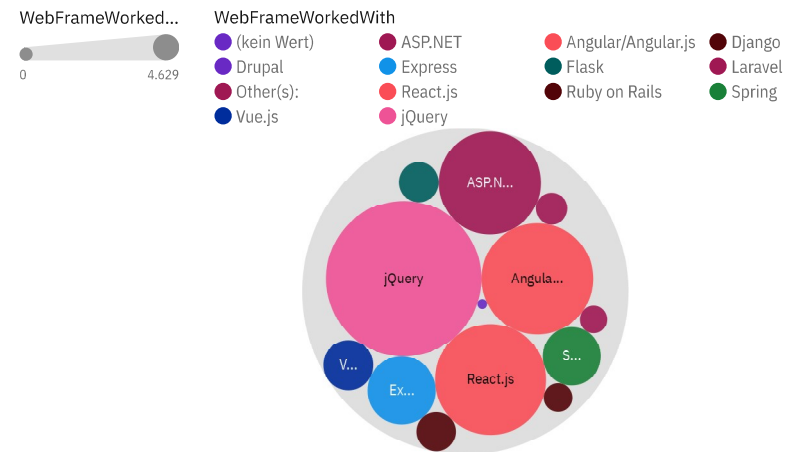 WebFrameWorked...
0
4.629
WebFrameWorkedWith
(kein Wert) ASP.NET Angular/Angular.js Django
Drupal Express Flask Laravel
Other(s): React.js Ruby on Rails Spring
Vue.js jQuery
ASP.N...
jQuery
Angula...
S...
V...
React.js
Ex...